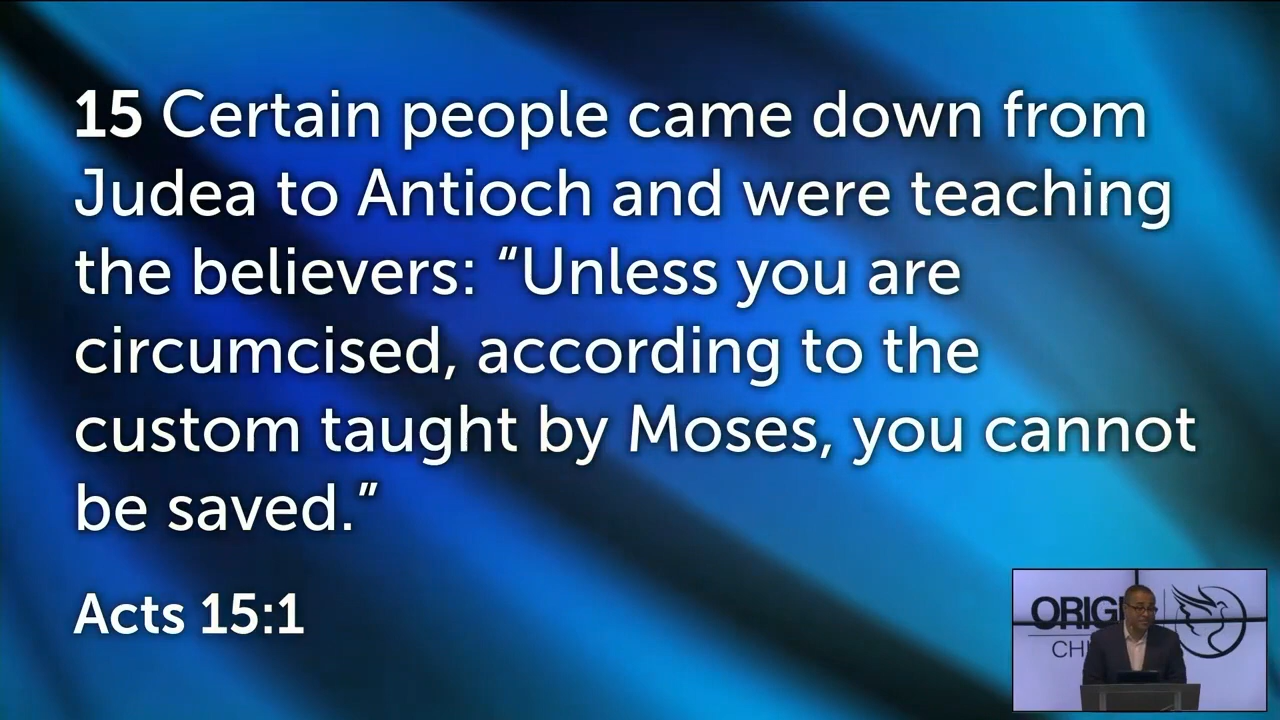 15 Certain people came down from
Judea to Antioch and were teaching
the believers: “Unless you are
circumcised, according to the
custom taught by Moses, you cannot
be saved.”
Acts 15:1